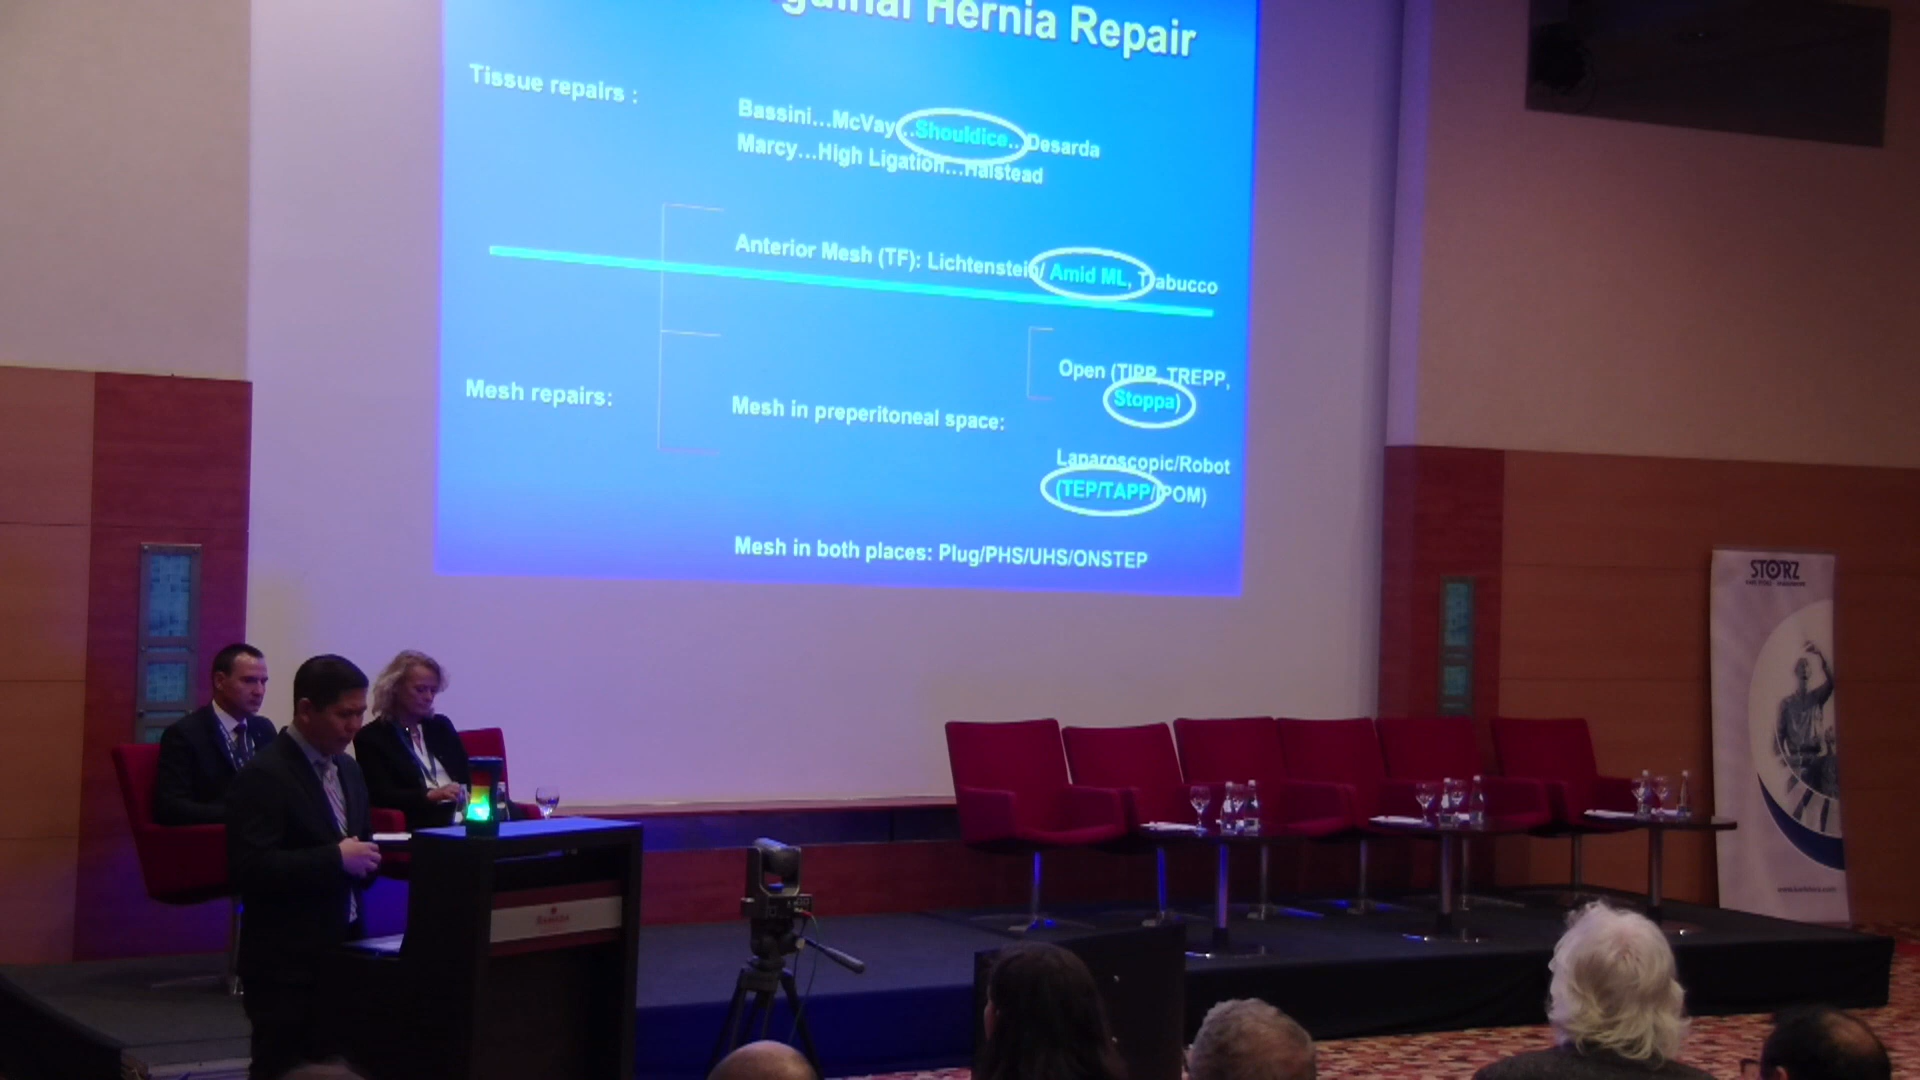 Hernia Repair
Tissue repairs :
Bassini...McVay...Shouldice...Desarda
Marcy...High Ligation...Halstead
Anterior Mesh (TF): Lichtenstein/ Amid ML, Trabucco
Mesh repairs:
Mesh in preperitoneal space:
Open (TIPP, TREPP,
Stoppa)
Laparoscopic/Robot
(TEP/TAPP/IPOM)
Mesh in both places: Plug/PHS/UHS/ONSTEP
STORZ
RAMADA